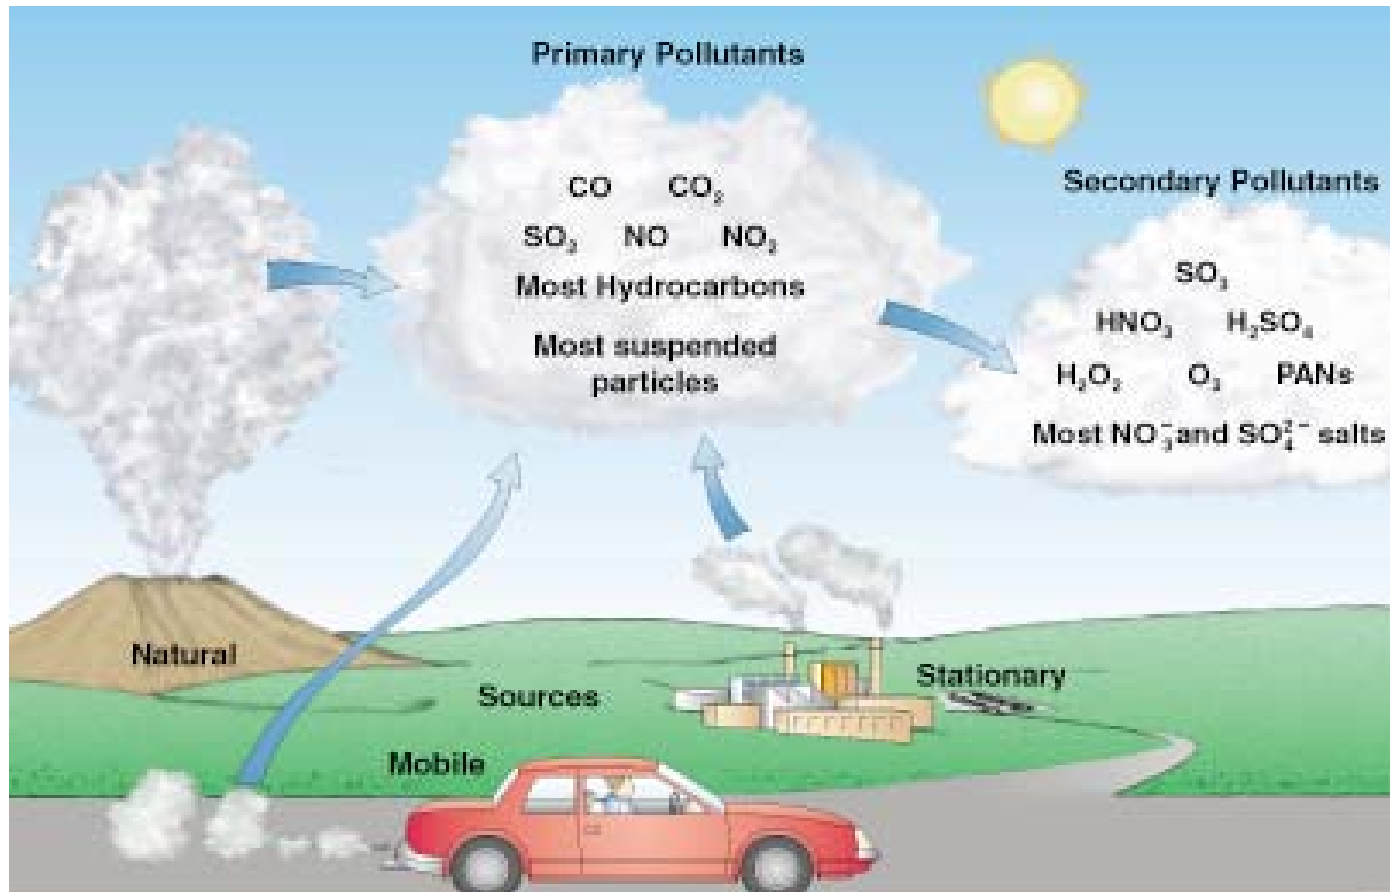 Primary Pollutants
CO CO₂
SO₂ NO NO₂
Most Hydrocarbons
Most suspended
particles
Secondary Pollutants
SO₃
HNO₃ H₂SO₄
H₂O₂ O₃ PANs
Most NO₃⁻ and SO₄²⁻ salts
Natural
Sources
Stationary
Mobile